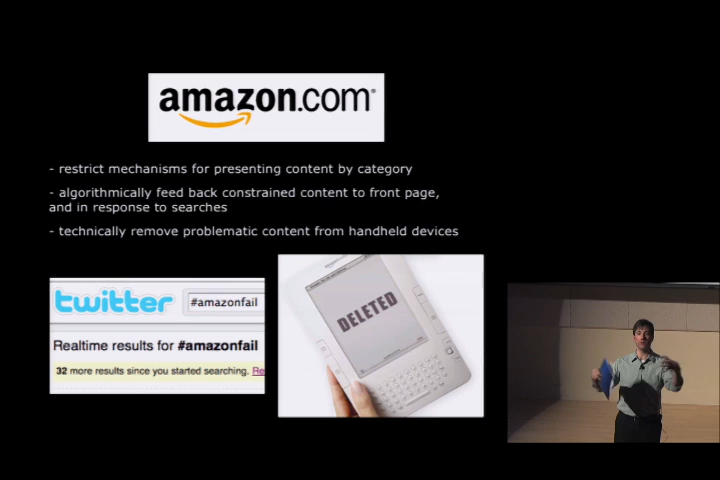 amazon.com
- restrict mechanisms for presenting content by category
- algorithmically feed back constrained content to front page,
and in response to searches
- technically remove problematic content from handheld devices
twitter #amazonfail
Realtime results for #amazonfail
32 more results since you started searching. Re
DELETED